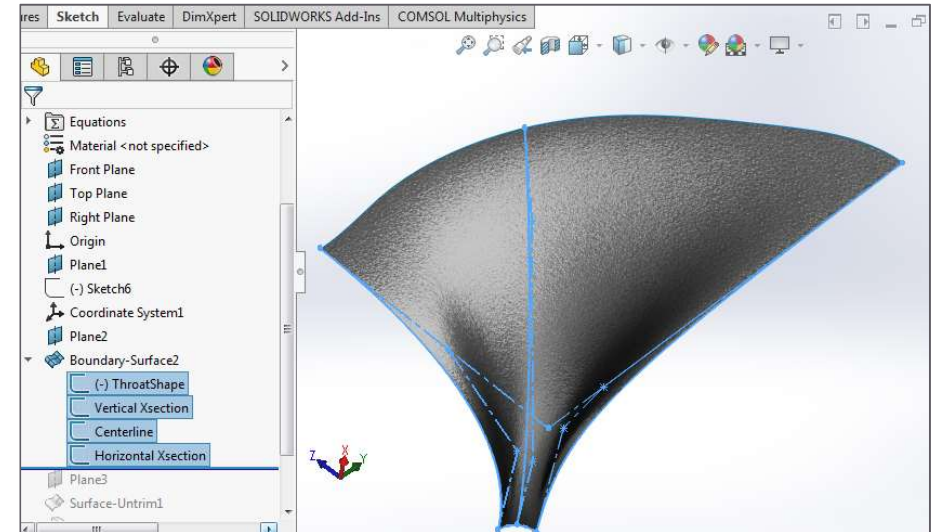 ires Sketch Evaluate DimXpert SOLIDWORKS Add-Ins COMSOL Multiphysics
Equations
Material <not specified>
Front Plane
Top Plane
Right Plane
Origin
Plane1
(-) Sketch6
Coordinate System1
Plane2
Boundary-Surface2
(-) ThroatShape
Vertical Xsection
Centerline
Horizontal Xsection
Plane3
Surface-Untrim1
Z X Y